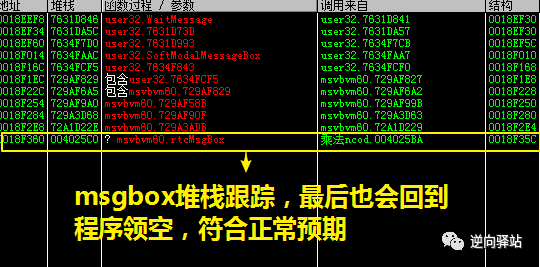 地址 堆栈 函数过程 / 参数 调用来自 结构
0018EEF8 7631D846 user32.WaitMessage user32.7631D841 0018EF30
0018EF34 7631DA5C user32.7631D73D user32.7631DA57 0018EF30
0018EF60 7634F7D0 user32.7631D993 user32.7634F7CB 0018EF5C
0018F014 7634FAAC user32.SoftModalMessageBox user32.7634FAA7 0018F010
0018F16C 7634FCF5 user32.7634F843 user32.7634FCF0 0018F168
0018F1EC 729AF829 包含user32.7634FCF5 msvbvm60.729AF827 0018F1E8
0018F22C 729AF6A5 包含msvbvm60.729AF829 msvbvm60.729AF6A2 0018F228
0018F254 729AF9A0 msvbvm60.729AF58B msvbvm60.729AF99B 0018F250
0018F284 729A3D68 msvbvm60.729AF90F msvbvm60.729A3D63 0018F280
0018F2E8 72A1D22E msvbvm60.729A3ADB msvbvm60.72A1D229 0018F2E4
0018F360 004025C0 ? msvbvm60.rtcMsgBox 乘法ncod.004025BA 0018F35C
msgbox堆栈跟踪，最后也会回到
程序领空，符合正常预期
逆向驿站